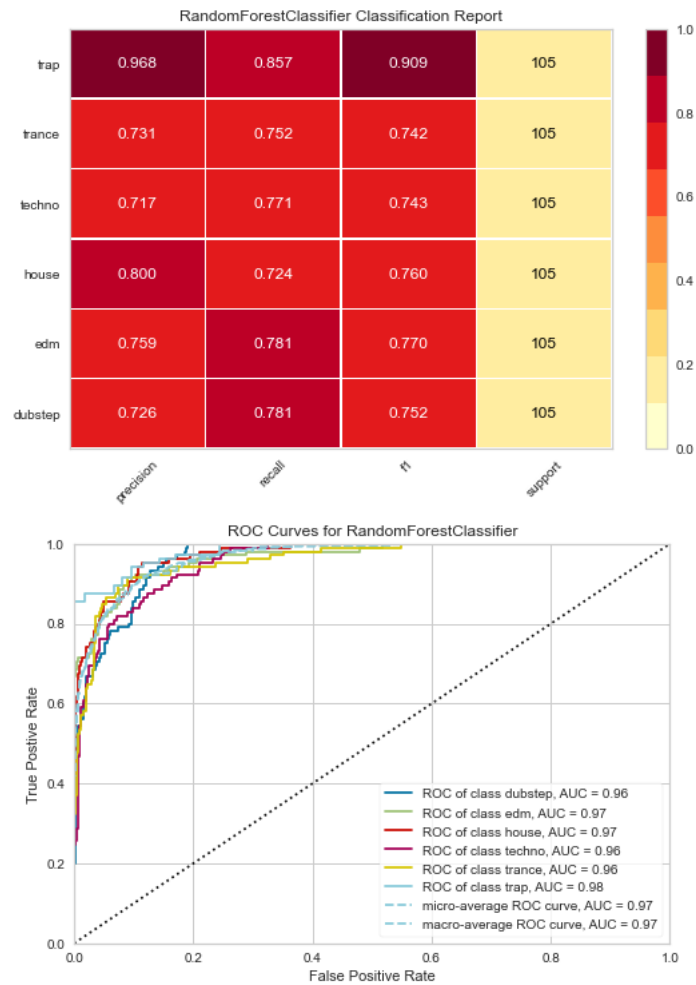 RandomForestClassifier Classification Report
trap 0.968 0.857 0.909 105
trance 0.731 0.752 0.742 105
techno 0.717 0.771 0.743 105
house 0.800 0.724 0.760 105
edm 0.759 0.781 0.770 105
dubstep 0.726 0.781 0.752 105
precision recall f1 support
1.0
0.8
0.6
0.4
0.2
0.0
ROC Curves for RandomForestClassifier
True Postive Rate
1.0
0.8
0.6
0.4
0.2
0.0
ROC of class dubstep, AUC = 0.96
ROC of class edm, AUC = 0.97
ROC of class house, AUC = 0.97
ROC of class techno, AUC = 0.96
ROC of class trance, AUC = 0.96
ROC of class trap, AUC = 0.98
micro-average ROC curve, AUC = 0.97
macro-average ROC curve, AUC = 0.97
0.0 0.2 0.4 0.6 0.8 1.0
False Positive Rate